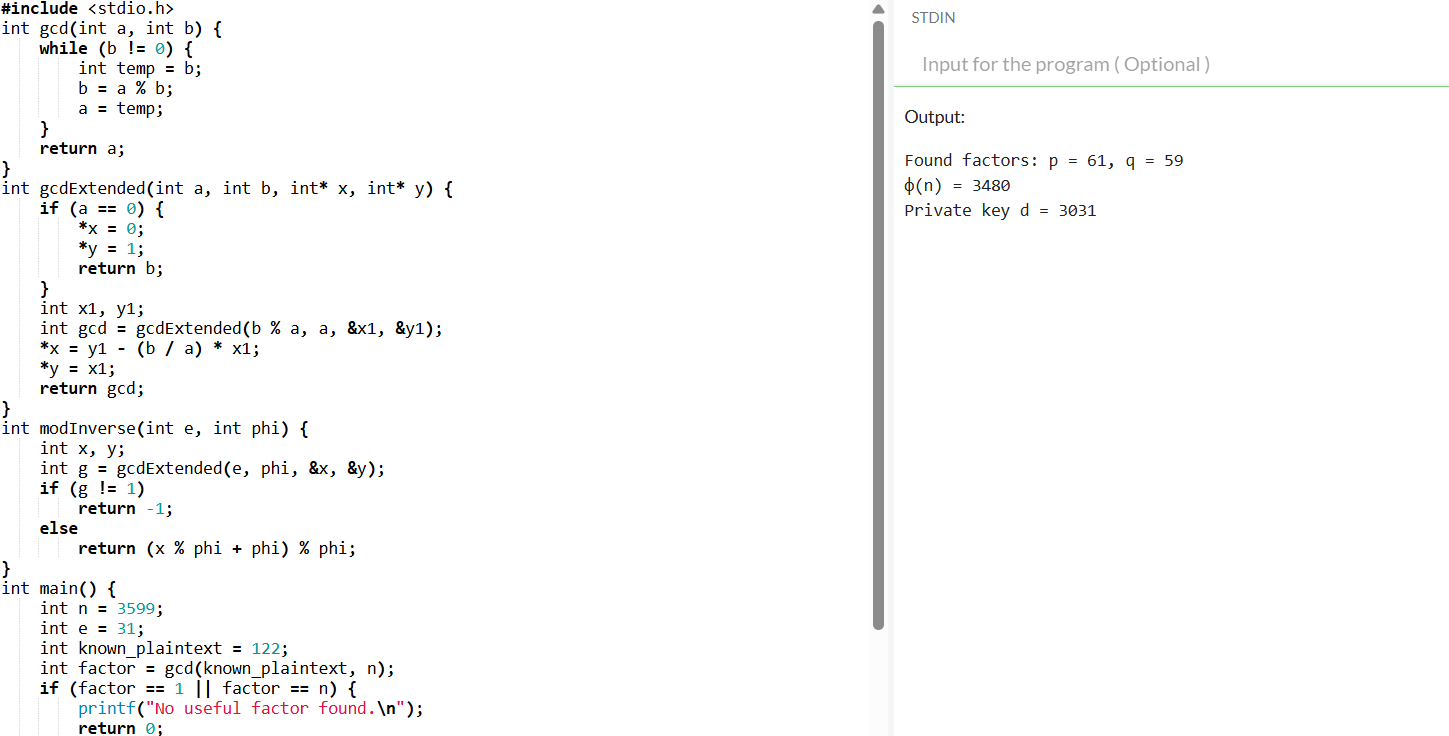 #include <stdio.h>
int gcd(int a, int b) {
    while (b != 0) {
        int temp = b;
        b = a % b;
        a = temp;
    }
    return a;
}
int gcdExtended(int a, int b, int* x, int* y) {
    if (a == 0) {
        *x = 0;
        *y = 1;
        return b;
    }
    int x1, y1;
    int gcd = gcdExtended(b % a, a, &x1, &y1);
    *x = y1 - (b / a) * x1;
    *y = x1;
    return gcd;
}
int modInverse(int e, int phi) {
    int x, y;
    int g = gcdExtended(e, phi, &x, &y);
    if (g != 1)
        return -1;
    else
        return (x % phi + phi) % phi;
}
int main() {
    int n = 3599;
    int e = 31;
    int known_plaintext = 122;
    int factor = gcd(known_plaintext, n);
    if (factor == 1 || factor == n) {
        printf("No useful factor found.\n");
        return 0;
STDIN
Input for the program ( Optional )
Output:
Found factors: p = 61, q = 59
ϕ(n) = 3480
Private key d = 3031